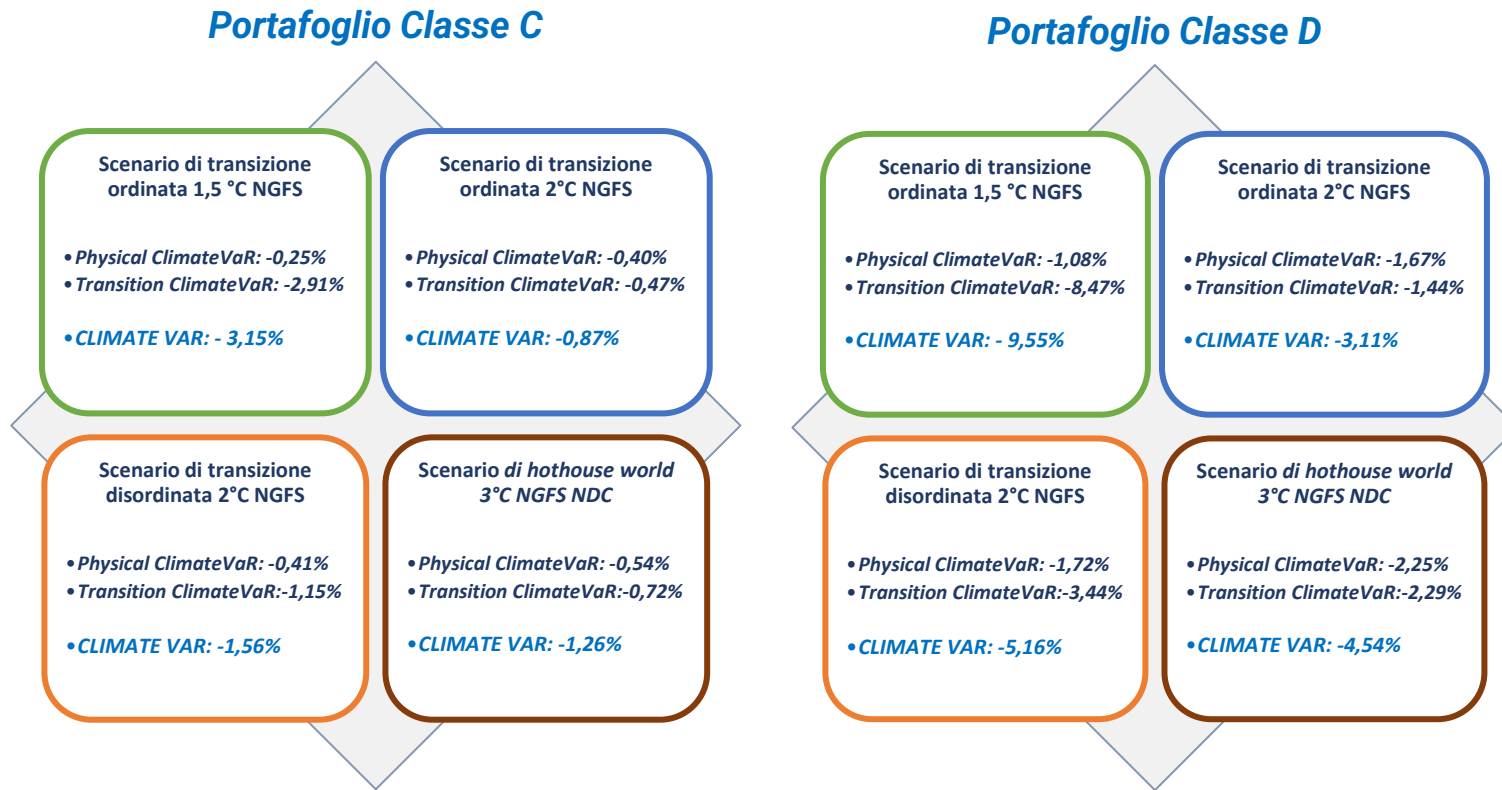 Portafoglio Classe C
Scenario di transizione
ordinata 1,5 °C NGFS
•Physical ClimateVaR: -0,25%
•Transition ClimateVaR: -2,91%
•CLIMATE VAR: - 3,15%
Scenario di transizione
ordinata 2°C NGFS
•Physical ClimateVaR: -0,40%
•Transition ClimateVaR: -0,47%
•CLIMATE VAR: -0,87%
Scenario di transizione
disordinata 2°C NGFS
•Physical ClimateVaR: -0,41%
•Transition ClimateVaR:-1,15%
•CLIMATE VAR: -1,56%
Scenario di hothouse world
3°C NGFS NDC
•Physical ClimateVaR: -0,54%
•Transition ClimateVaR:-0,72%
•CLIMATE VAR: -1,26%
Portafoglio Classe D
Scenario di transizione
ordinata 1,5 °C NGFS
•Physical ClimateVaR: -1,08%
•Transition ClimateVaR: -8,47%
•CLIMATE VAR: - 9,55%
Scenario di transizione
ordinata 2°C NGFS
•Physical ClimateVaR: -1,67%
•Transition ClimateVaR: -1,44%
•CLIMATE VAR: -3,11%
Scenario di transizione
disordinata 2°C NGFS
•Physical ClimateVaR: -1,72%
•Transition ClimateVaR:-3,44%
•CLIMATE VAR: -5,16%
Scenario di hothouse world
3°C NGFS NDC
•Physical ClimateVaR: -2,25%
•Transition ClimateVaR:-2,29%
•CLIMATE VAR: -4,54%